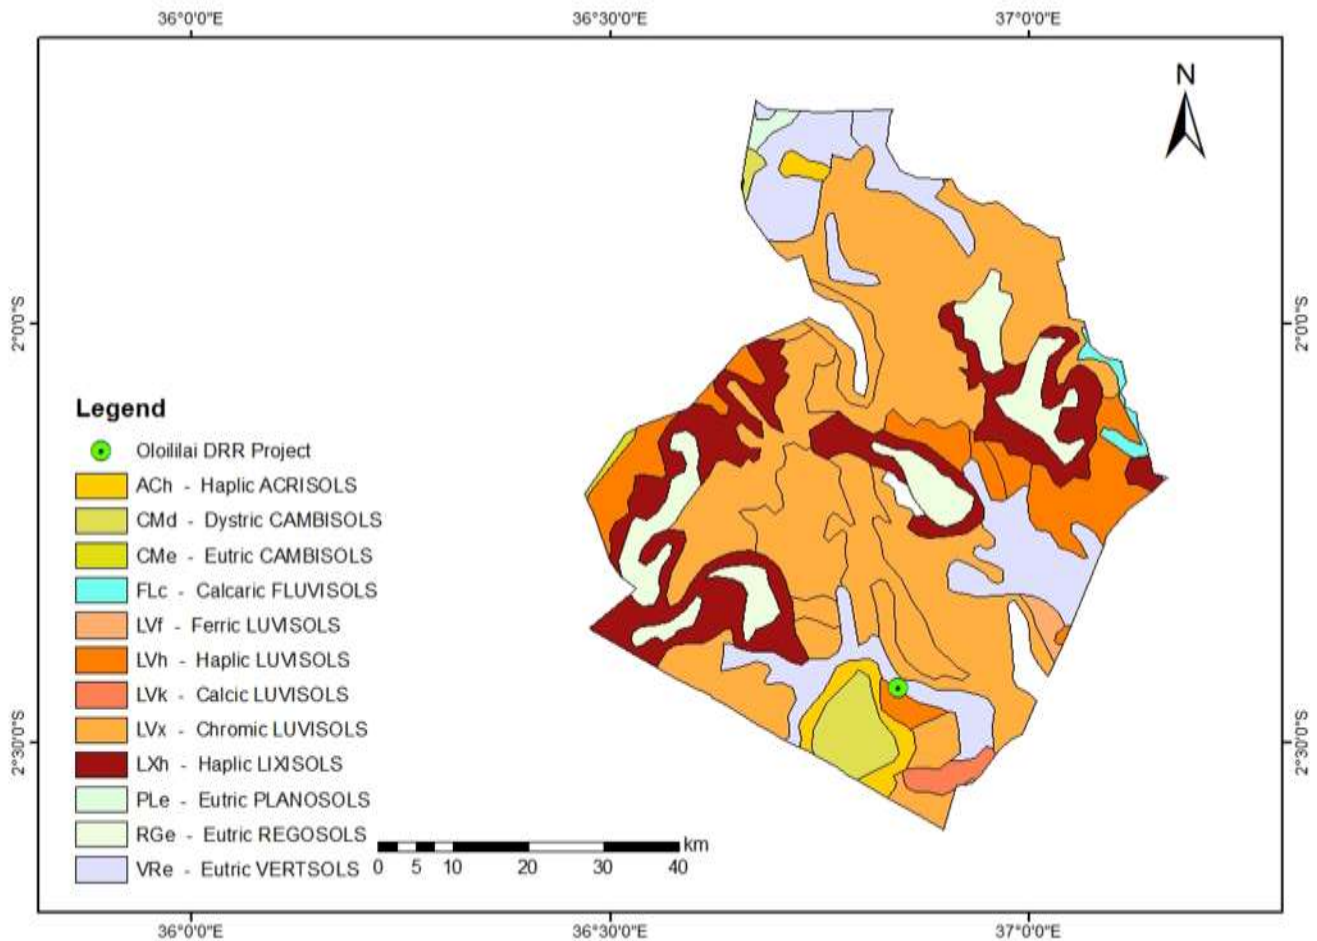 36°0'0"E 36°30'0"E 37°0'0"E
N
2°0'0"S 2°0'0"S
Legend
Oloililai DRR Project
ACh - Haplic ACRISOLS
CMd - Dystric CAMBISOLS
CMe - Eutric CAMBISOLS
FLc - Calcaric FLUVISOLS
LVf - Ferric LUVISOLS
LVh - Haplic LUVISOLS
LVk - Calcic LUVISOLS
LVx - Chromic LUVISOLS
2°30'0"S 2°30'0"S
LXh - Haplic LIXISOLS
PLe - Eutric PLANOSOLS
RGe - Eutric REGOSOLS
km
VRe - Eutric VERTSOLS
0 5 10 20 30 40
36°0'0"E 36°30'0"E 37°0'0"E